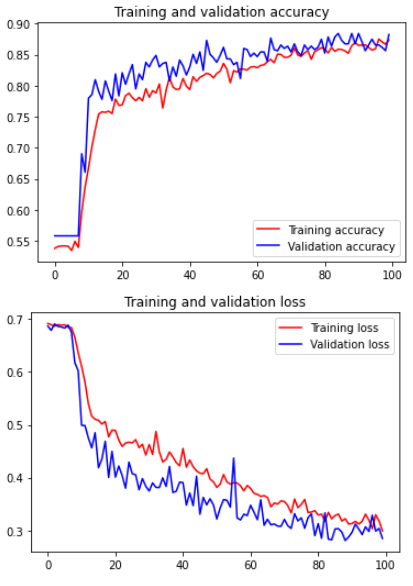 Training and validation accuracy
0.90
0.85
0.80
0.75
0.70
0.65
0.60
0.55
Training accuracy
Validation accuracy
0 20 40 60 80 100
Training and validation loss
0.7
Training loss
Validation loss
0.6
0.5
0.4
0.3
0 20 40 60 80 100